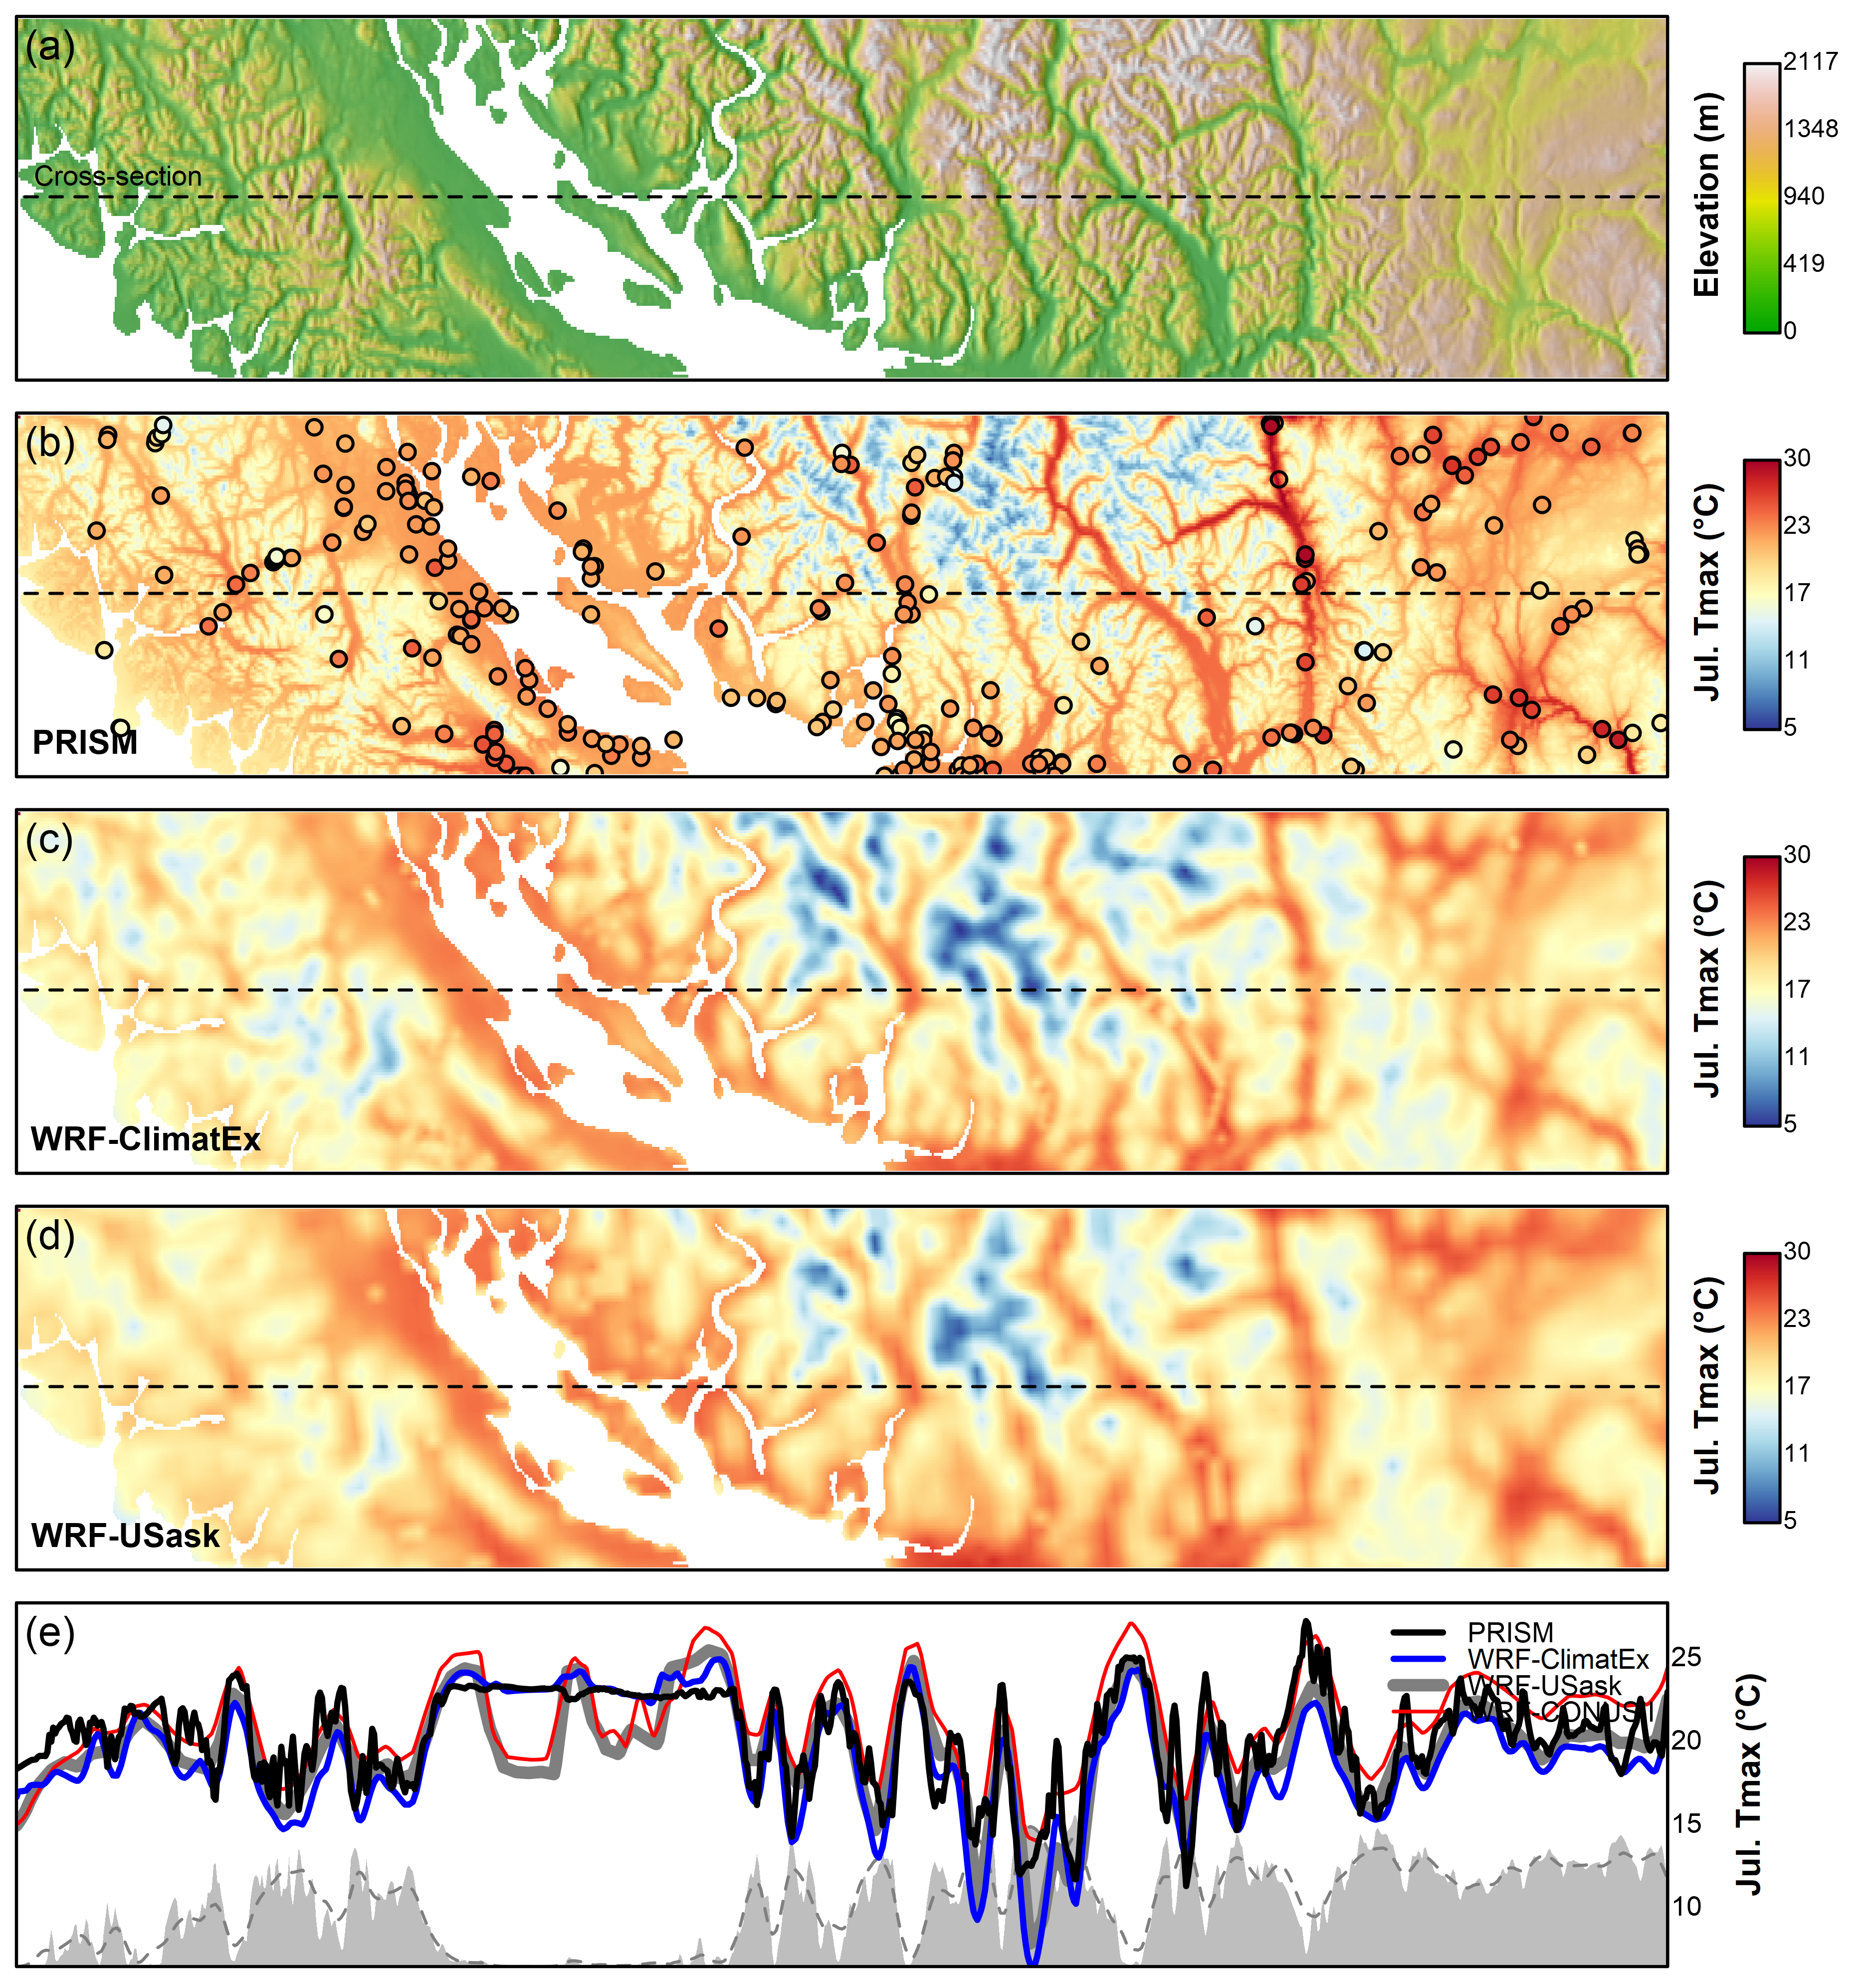 (a)
Cross-section
2117
1348
940
419
0
Elevation (m)
(b)
PRISM
30
23
17
11
5
Jul. Tmax (°C)
(c)
WRF-ClimatEx
30
23
17
11
5
Jul. Tmax (°C)
(d)
WRF-USask
30
23
17
11
5
Jul. Tmax (°C)
(e)
PRISM
WRF-ClimatEx
WRF-USask
25
20
15
10
Jul. Tmax (°C)